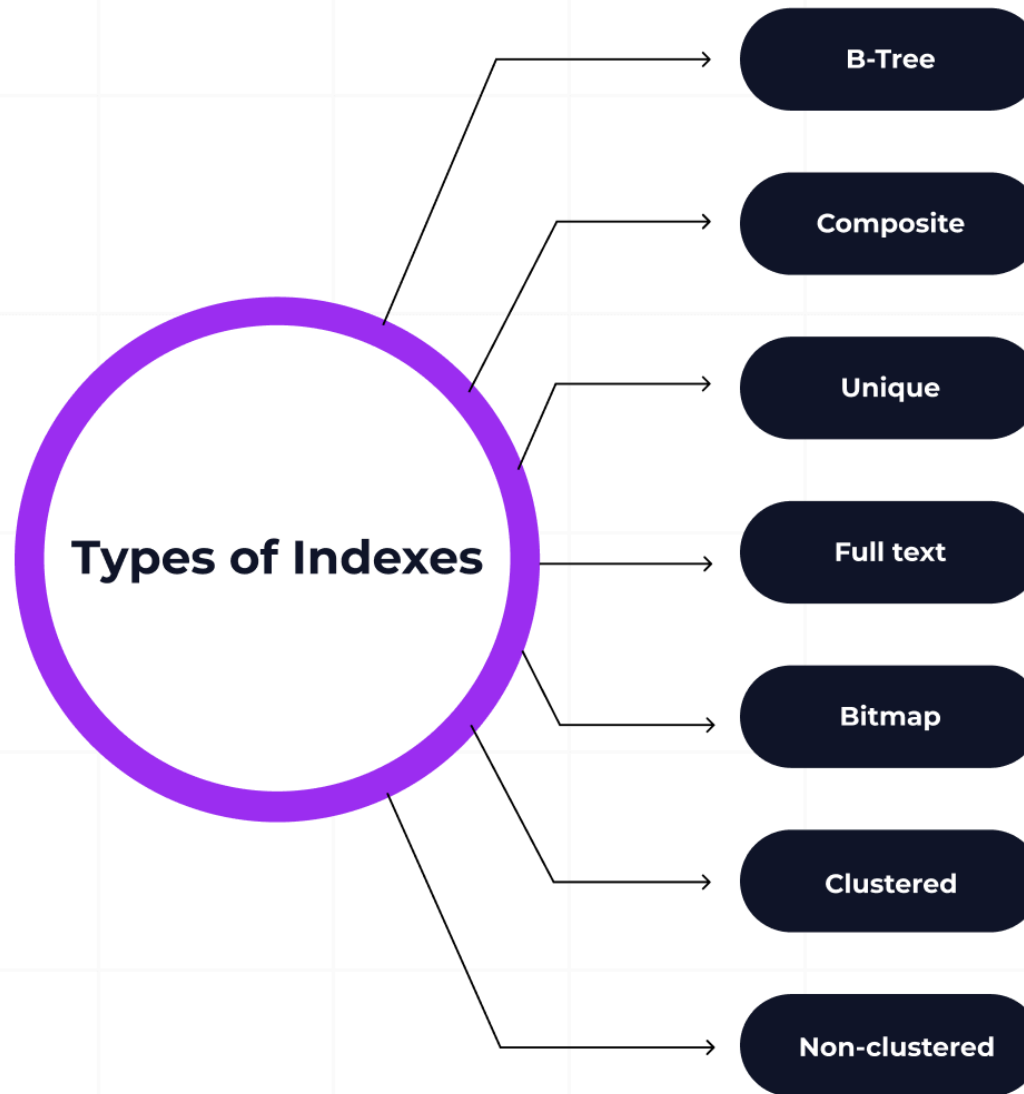 Types of Indexes
B-Tree
Composite
Unique
Full text
Bitmap
Clustered
Non-clustered